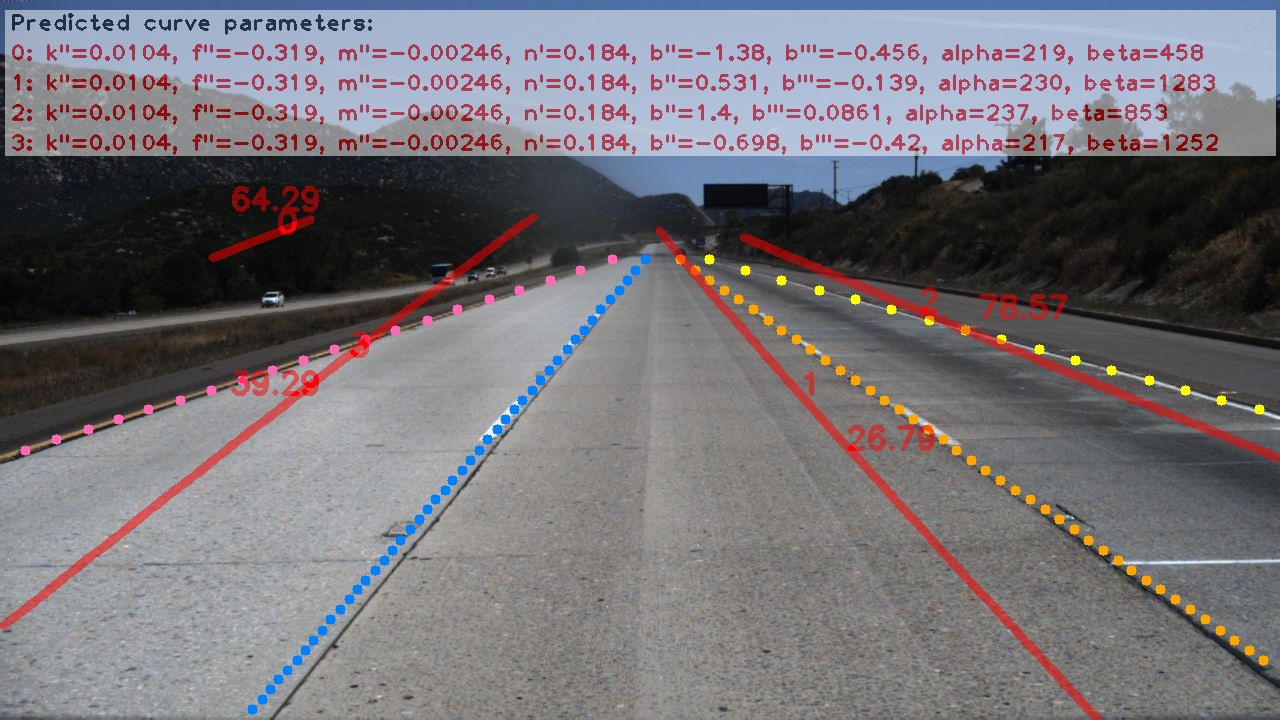 Predicted curve parameters:
0: k''=0.0104, f''=-0.319, m''=-0.00246, n'=0.184, b''=-1.38, b'''=-0.456, alpha=219, beta=458
1: k''=0.0104, f''=-0.319, m''=-0.00246, n'=0.184, b''=0.531, b'''=-0.139, alpha=230, beta=1283
2: k''=0.0104, f''=-0.319, m''=-0.00246, n'=0.184, b''=1.4, b'''=0.0861, alpha=237, beta=853
3: k''=0.0104, f''=-0.319, m''=-0.00246, n'=0.184, b''=-0.698, b'''=-0.42, alpha=217, beta=1252
64.29
0
2 78.57
3
39.29
1
26.79